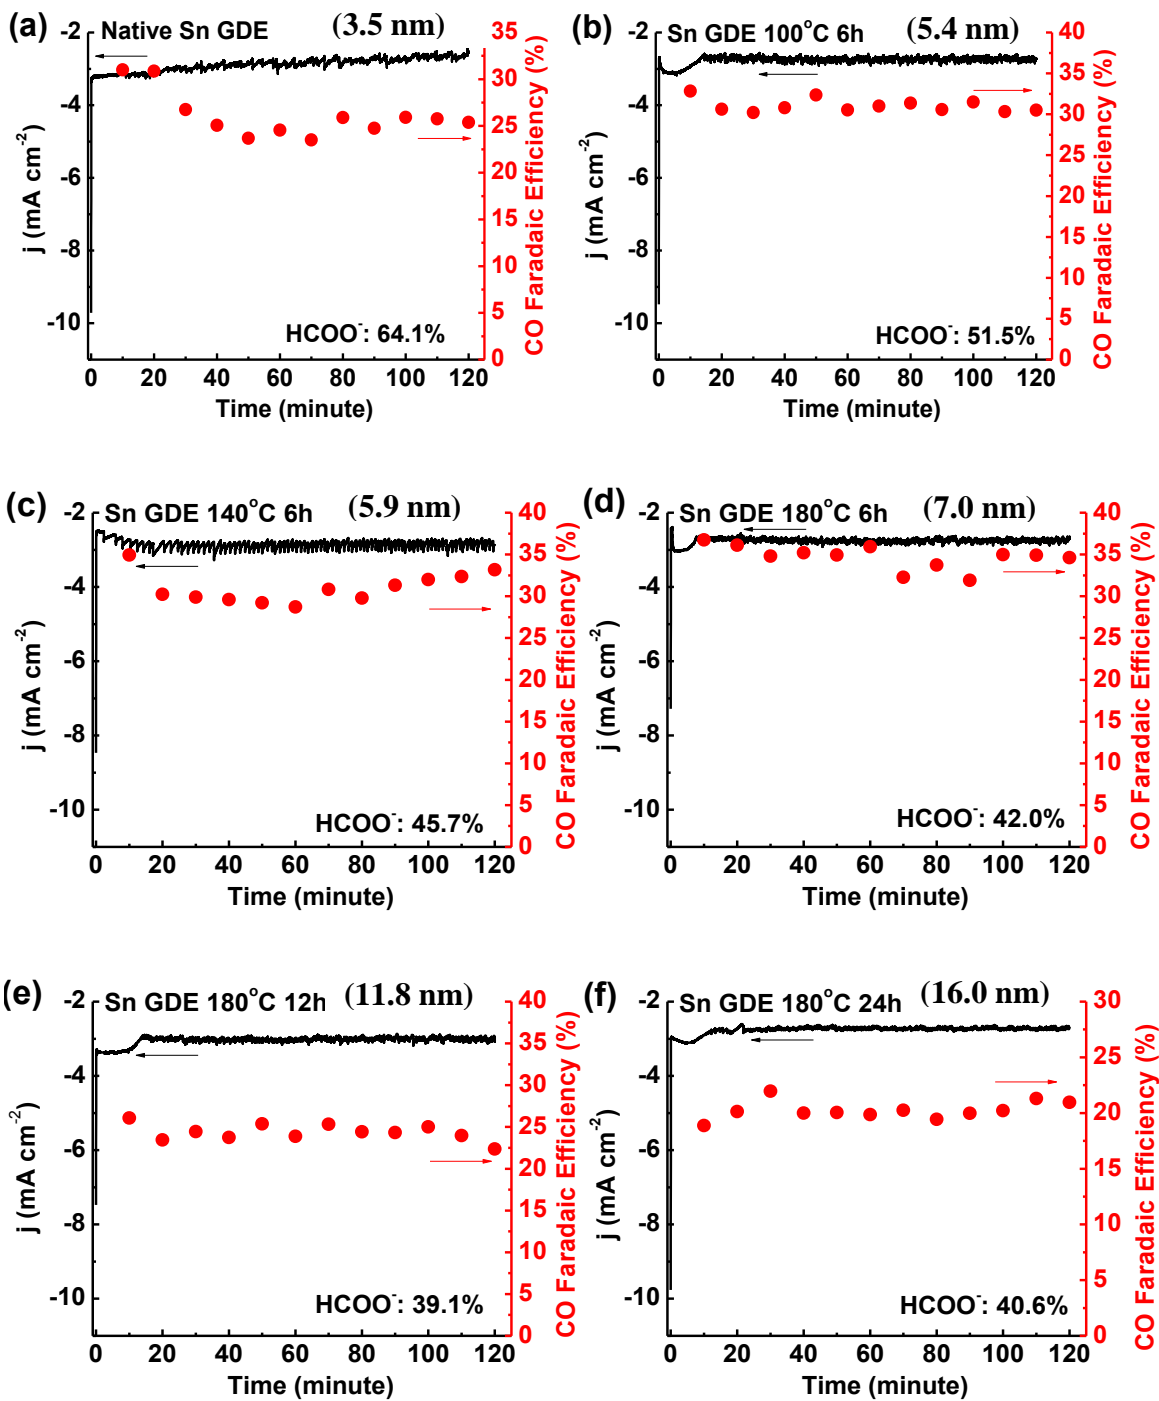 (a) Native Sn GDE (3.5 nm)
-2
-4
-6
-8
-10
j (mA cm-2)
35
30
25
20
15
10
5
0
CO Faradaic Efficiency (%)
HCOO-: 64.1%
0 20 40 60 80 100 120
Time (minute)
(b) Sn GDE 100oC 6h (5.4 nm)
-2
-4
-6
-8
-10
j (mA cm-2)
40
35
30
25
20
15
10
5
0
CO Faradaic Efficiency (%)
HCOO-: 51.5%
0 20 40 60 80 100 120
Time (minute)
(c) Sn GDE 140oC 6h (5.9 nm)
-2
-4
-6
-8
-10
j (mA cm-2)
40
35
30
25
20
15
10
5
0
CO Faradaic Efficiency (%)
HCOO-: 45.7%
0 20 40 60 80 100 120
Time (minute)
(d) Sn GDE 180oC 6h (7.0 nm)
-2
-4
-6
-8
-10
j (mA cm-2)
40
35
30
25
20
15
10
5
0
CO Faradaic Efficiency (%)
HCOO-: 42.0%
0 20 40 60 80 100 120
Time (minute)
(e) Sn GDE 180oC 12h (11.8 nm)
-2
-4
-6
-8
-10
j (mA cm-2)
40
35
30
25
20
15
10
5
0
CO Faradaic Efficiency (%)
HCOO-: 39.1%
0 20 40 60 80 100 120
Time (minute)
(f) Sn GDE 180oC 24h (16.0 nm)
-2
-4
-6
-8
-10
j (mA cm-2)
30
25
20
15
10
5
0
CO Faradaic Efficiency (%)
HCOO-: 40.6%
0 20 40 60 80 100 120
Time (minute)